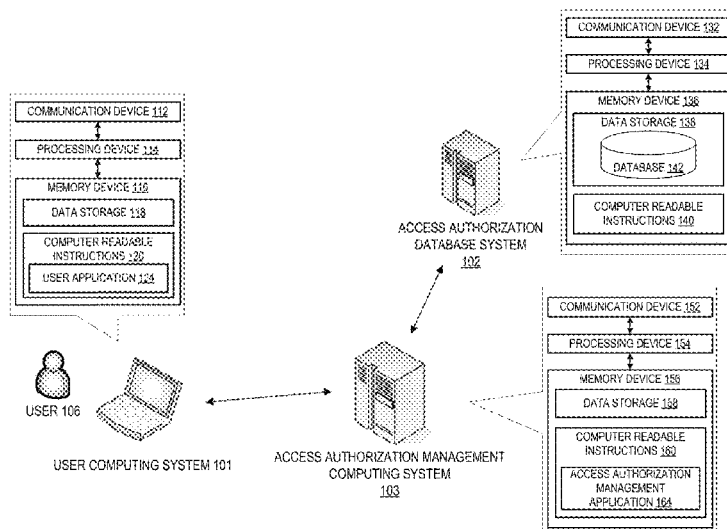 COMMUNICATION DEVICE 112
PROCESSING DEVICE 114
MEMORY DEVICE 116
DATA STORAGE 118
COMPUTER READABLE
INSTRUCTIONS 120
USER APPLICATION 124
USER 106
USER COMPUTING SYSTEM 101
ACCESS AUTHORIZATION
DATABASE SYSTEM
102
ACCESS AUTHORIZATION MANAGEMENT
COMPUTING SYSTEM
103
COMMUNICATION DEVICE 132
PROCESSING DEVICE 134
MEMORY DEVICE 136
DATA STORAGE 138
DATABASE 142
COMPUTER READABLE
INSTRUCTIONS 140
COMMUNICATION DEVICE 152
PROCESSING DEVICE 154
MEMORY DEVICE 156
DATA STORAGE 158
COMPUTER READABLE
INSTRUCTIONS 160
ACCESS AUTHORIZATION
MANAGEMENT
APPLICATION 164